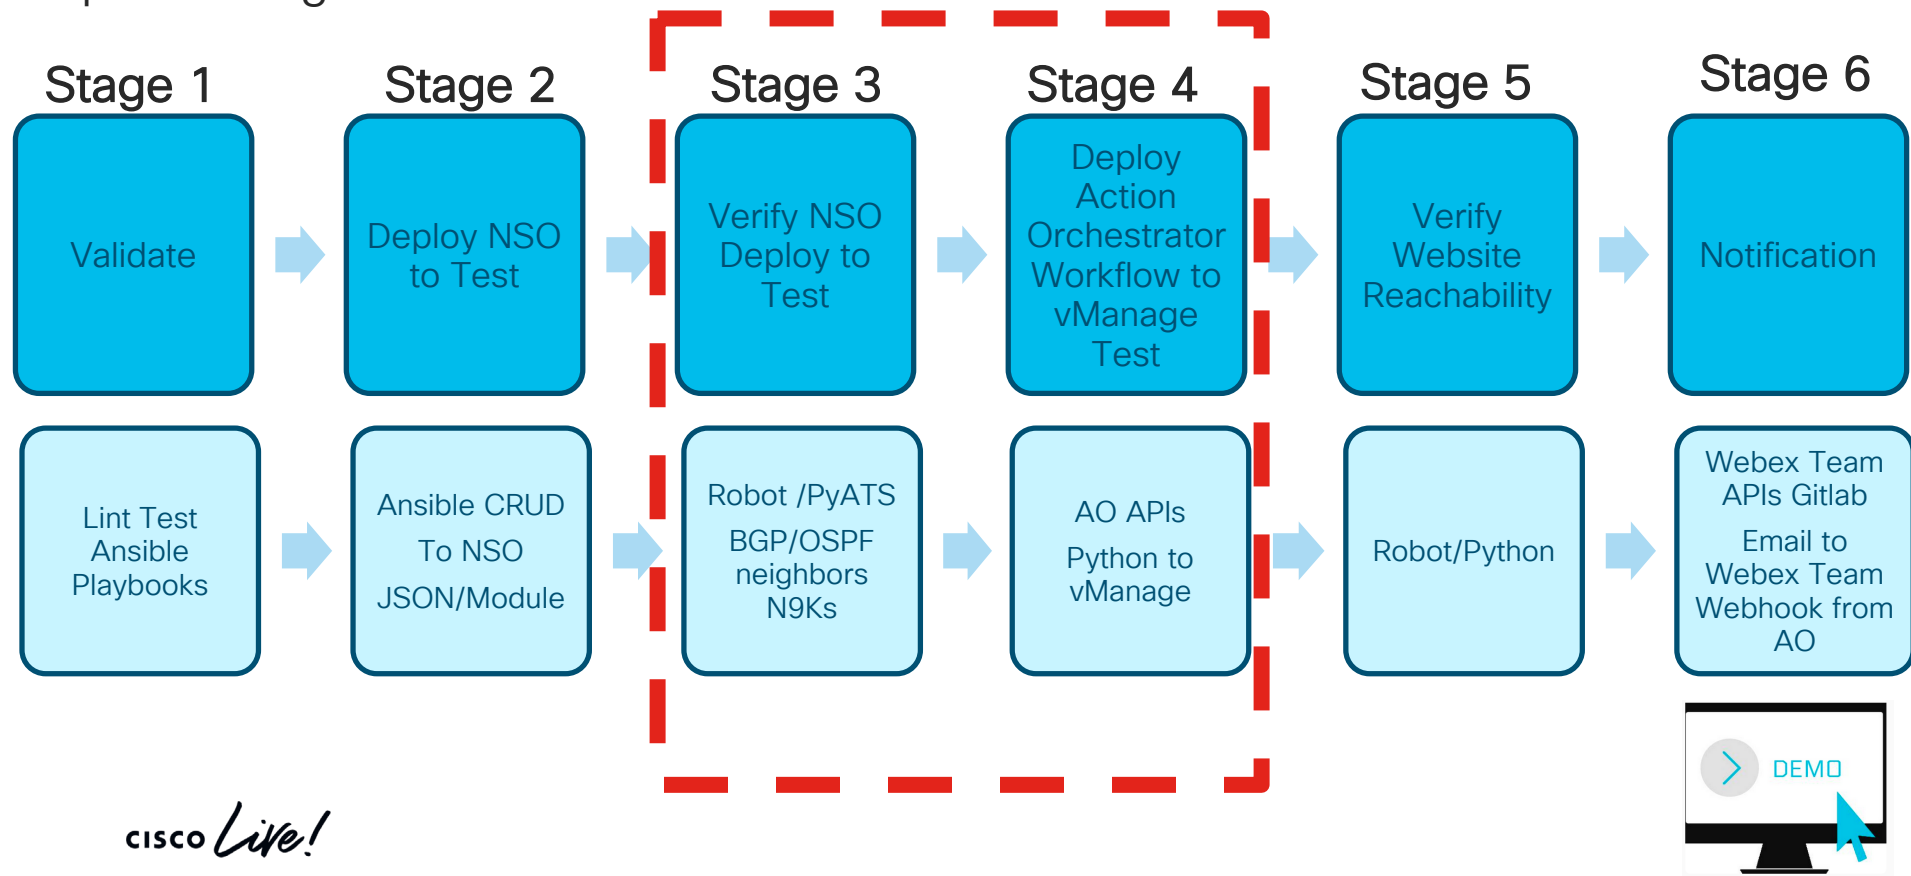 Stage 1
Stage 2
Stage 3
Stage 4
Stage 5
Stage 6
Validate
Deploy NSO
to Test
Verify NSO
Deploy to
Test
Deploy
Action
Orchestrator
Workflow to
vManage
Test
Verify
Website
Reachability
Notification
Lint Test
Ansible
Playbooks
Ansible CRUD
To NSO
JSON/Module
Robot /PyATS
BGP/OSPF
neighbors
N9Ks
AO APIs
Python to
vManage
Robot/Python
Webex Team
APIs Gitlab
Email to
Webex Team
Webhook from
AO
DEMO
CISCO Live!